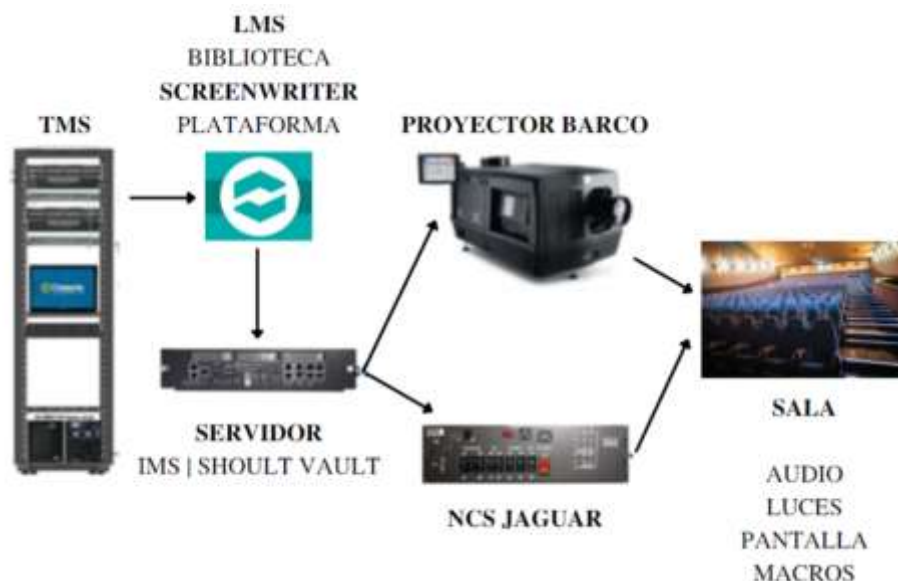 LMS
BIBLIOTECA
SCREENWRITER
PLATAFORMA
TMS
PROYECTOR BARCO
SERVIDOR
IMS | SHOULT VAULT
NCS JAGUAR
SALA
AUDIO
LUCES
PANTALLA
MACROS